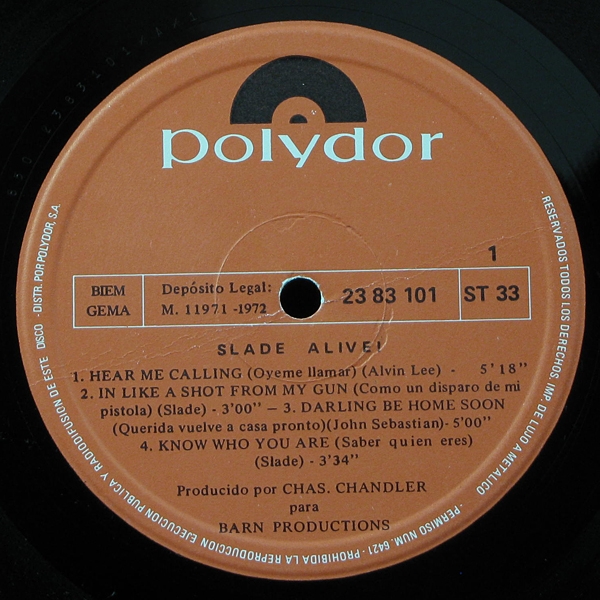 polydor
1
BIEM
GEMA
Depósito Legal:
M. 11971 -1972
23 83 101
ST 33
SLADE ALIVE!
1. HEAR ME CALLING (Oyeme llamar) (Alvin Lee) - 5'18"
2. IN LIKE A SHOT FROM MY GUN (Como un disparo de mi
pistola) (Slade) - 3'00" — 3. DARLING BE HOME SOON
(Querida vuelve a casa pronto)(John Sebastian)- 5'00"
4. KNOW WHO YOU ARE (Saber quien eres)
(Slade) - 3'34"
Producido por CHAS. CHANDLER
para
BARN PRODUCTIONS
·RESERVADOS TODOS LOS DERECHOS IMP. DE LUJO A METALICO ·PERMISO NUM. 6421 ·PROHIBIDA LA REPRODUCCION EJECUCION PUBLICA Y RADIODIFUSION DE ESTE DISCO ·DISTR. POR POLYDOR, S.A.